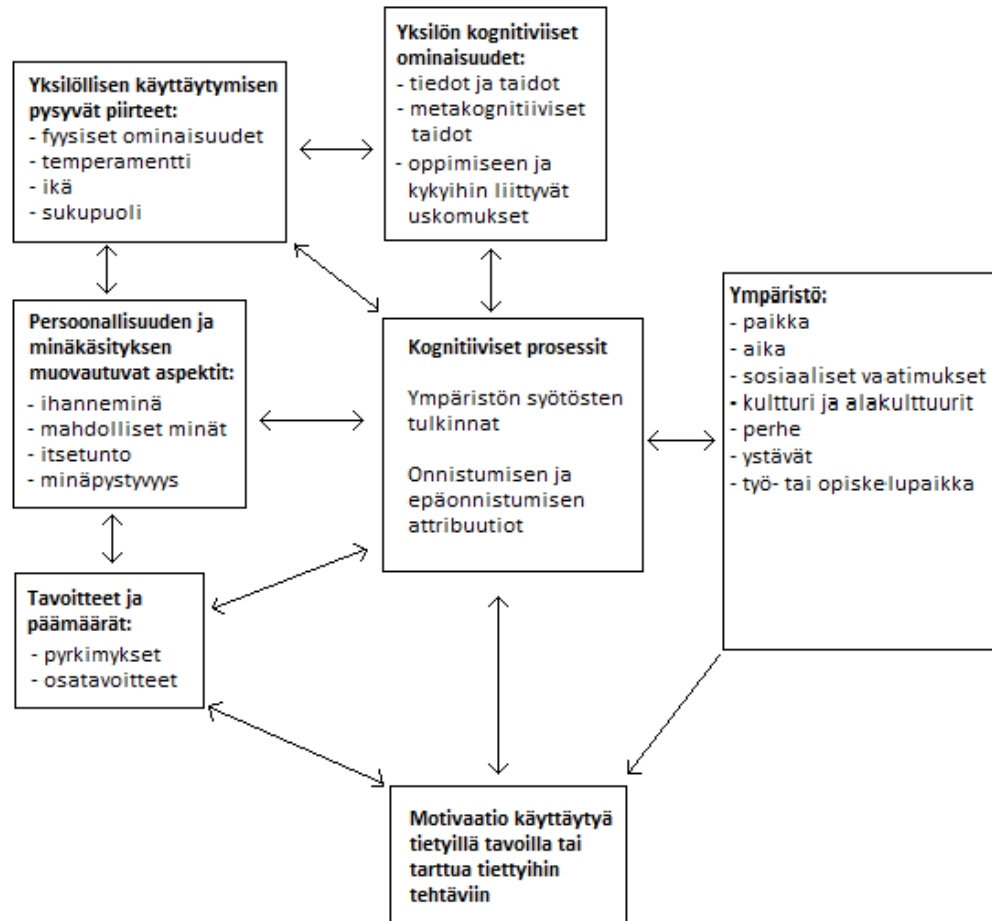 Yksilön kognitiviiset
ominaisuudet:
- tiedot ja taidot
- metakognitiiviset
taidot
- oppimiseen ja
kykyihin liittyvät
uskomukset
Yksilöllisen käyttäytymisen
pysyvät piirteet:
- fyysiset ominaisuudet
- temperamentti
- ikä
- sukupuoli
Persoonallisuuden ja
minäkäsityksen
muovautuvat aspektit:
- ihanneminä
- mahdolliset minät
- itsetunto
- minäpystyvyys
Kognitiiviset prosessit
Ympäristön syötösten
tulkinnat
Onnistumisen ja
epäonnistumisen
attribuutiot
Ympäristö:
- paikka
- aika
- sosiaaliset vaatimukset
- kultturi ja alakulttuurit
- perhe
- ystävät
- työ- tai opiskelupaikka
Tavoitteet ja
päämäärät:
- pyrkimykset
- osatavoitteet
Motivaatio käyttäytyä
tietyillä tavoilla tai
tarttua tiettyihin
tehtäviin